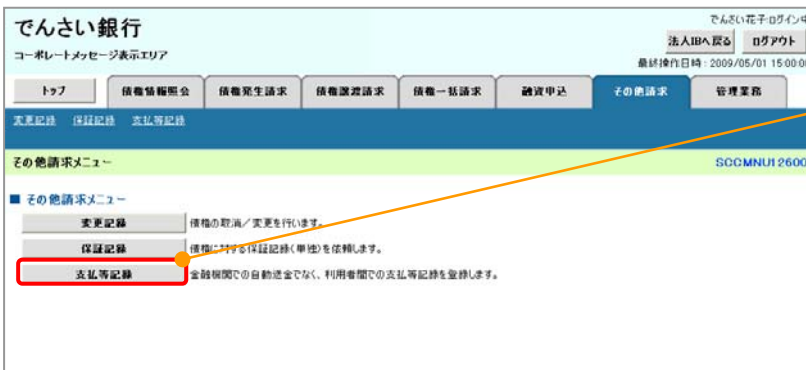 でんさい銀行
コーポレートメッセージ表示エリア
でんさい花子:ログイン中
法人IBへ戻る ログアウト
最終操作日時：2009/05/01 15:00:00
トップ 債権情報照会 債権発生請求 債権譲渡請求 債権一括請求 融資申込 その他請求 管理業務
変更記録 保証記録 支払等記録
その他請求メニュー SCCMNU12600
■ その他請求メニュー
変更記録 債権の取消／変更を行います。
保証記録 債権に対する保証記録(単独)を依頼します。
支払等記録 金融機関での自動送金でなく、利用者間での支払等記録を登録します。